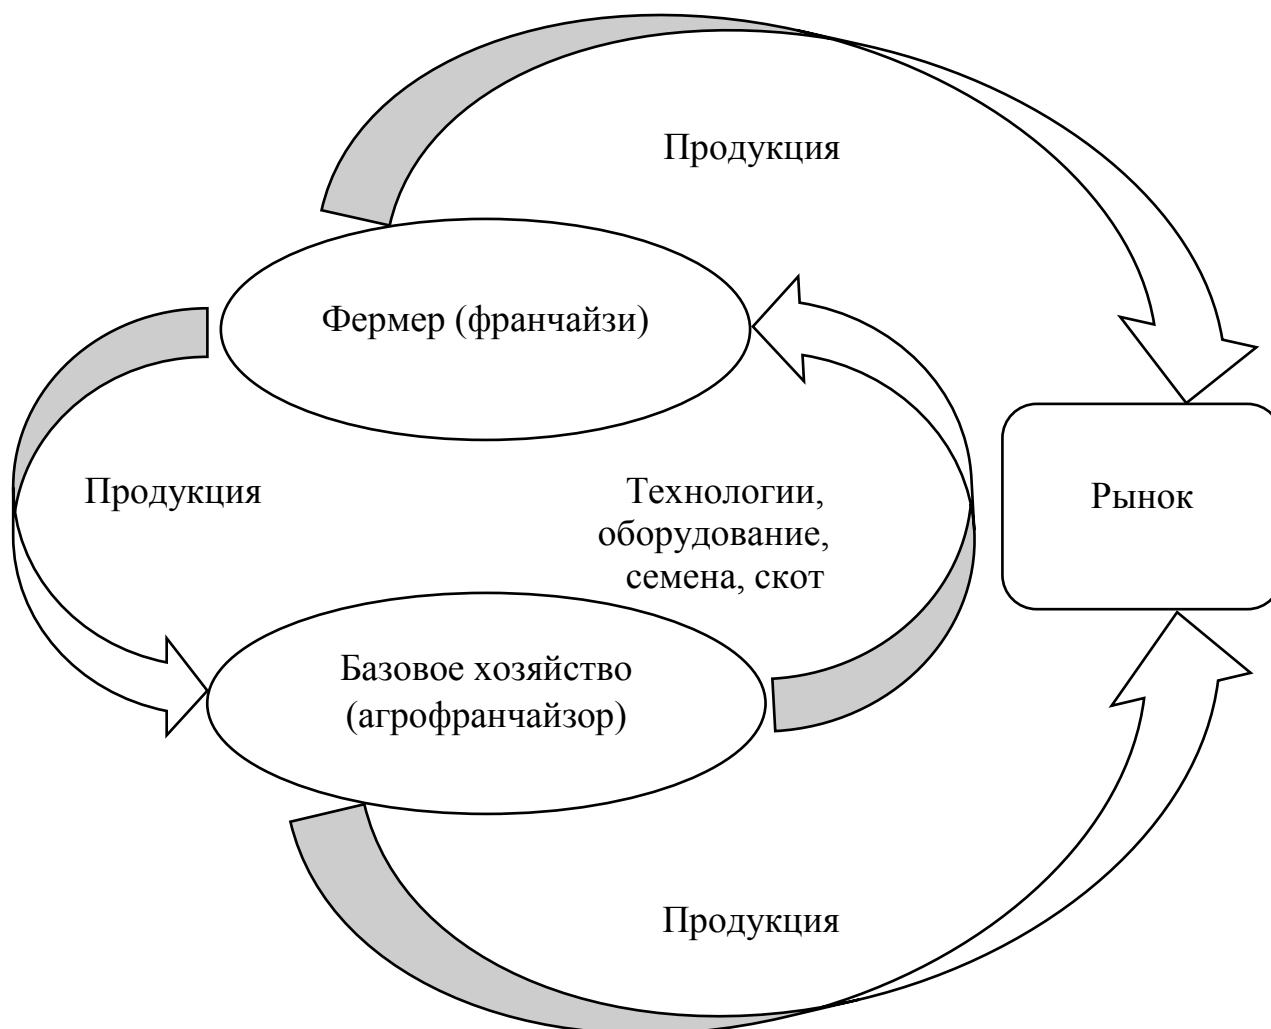 Продукция
Фермер (франчайзи)
Продукция
Технологии,
оборудование,
семена, скот
Рынок
Базовое хозяйство
(агрофранчайзор)
Продукция